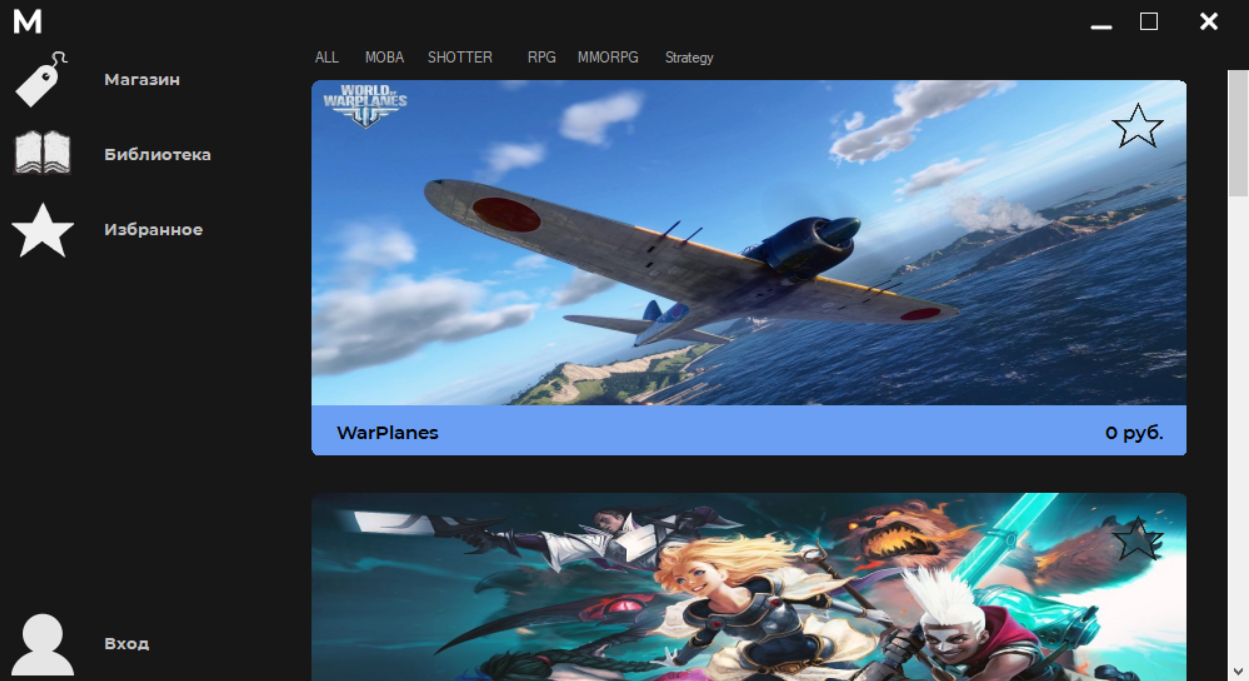 M
ALL MOBA SHOTTER RPG MMORPG Strategy
Магазин
Библиотека
Избранное
WORLD OF WARPLANES
WarPlanes 0 руб.
Вход